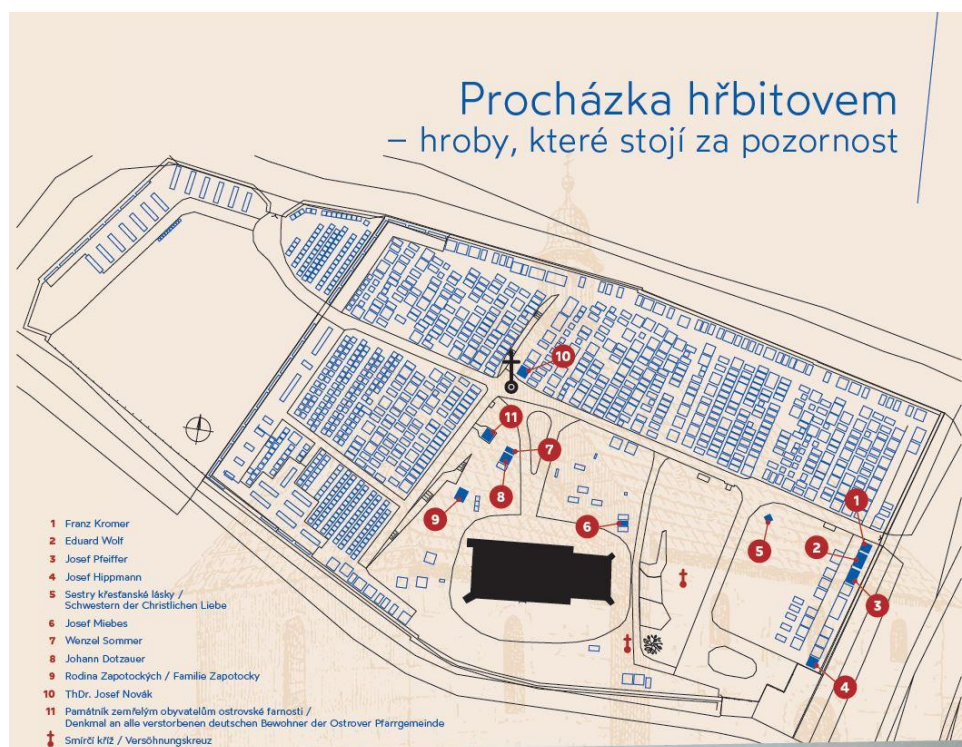 Procházka hřbitovem
– hroby, které stojí za pozornost
10
11
7
8
9
6
5
1
2
3
4
1 Franz Kromer
2 Eduard Wolf
3 Josef Pfeiffer
4 Josef Hippmann
5 Sestry křesťanské lásky /
Schwestern der Christlichen Liebe
6 Josef Miebes
7 Wenzel Sommer
8 Johann Dotzauer
9 Rodina Zapotockých / Familie Zapotocky
10 ThDr. Josef Novák
11 Památník zemřelým obyvatelům ostrovské farnosti /
Denkmal an alle verstorbenen deutschen Bewohner der Ostrover Pfarrgemeinde
Smírčí kříž / Versöhnungskreuz